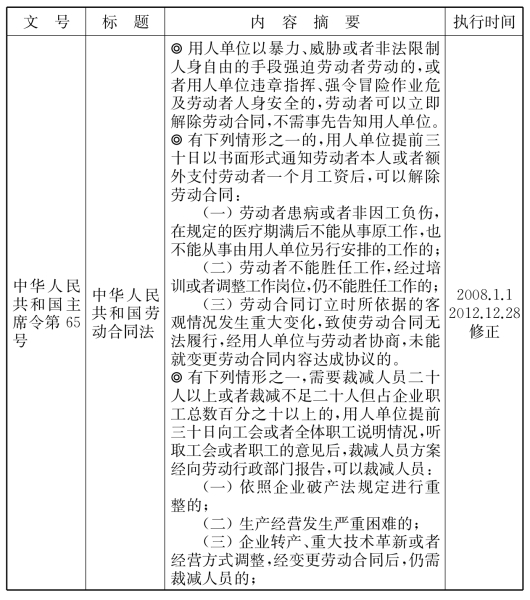 文 号 标 题 内 容 摘 要 执行时间
◎ 用人单位以暴力、威胁或者非法限制
人身自由的手段强迫劳动者劳动的，或
者用人单位违章指挥、强令冒险作业危
及劳动者人身安全的，劳动者可以立即
解除劳动合同，不需事先告知用人单位。
◎ 有下列情形之一的，用人单位提前三
十日以书面形式通知劳动者本人或者额
外支付劳动者一个月工资后，可以解除
劳动合同：
（一）劳动者患病或者非因工负伤，
在规定的医疗期满后不能从事原工作，也
不能从事由用人单位另行安排的工作的；
（二）劳动者不能胜任工作，经过培
训或者调整工作岗位，仍不能胜任工作的；
（三）劳动合同订立时所依据的客
观情况发生重大变化，致使劳动合同无
法履行，经用人单位与劳动者协商，未能
就变更劳动合同内容达成协议的。
◎ 有下列情形之一，需要裁减人员二十
人以上或者裁减不足二十人但占企业职
工总数百分之十以上的，用人单位提前
三十日向工会或者全体职工说明情况，听
取工会或者职工的意见后，裁减人员方案
经向劳动行政部门报告，可以裁减人员：
（一）依照企业破产法规定进行重
整的；
（二）生产经营发生严重困难的；
（三）企业转产、重大技术革新或者
经营方式调整，经变更劳动合同后，仍需
裁减人员的；
中华人民
共和国主
席令第 65
号
中华人民
共和国劳
动合同法
2008.1.1
2012.12.28
修正